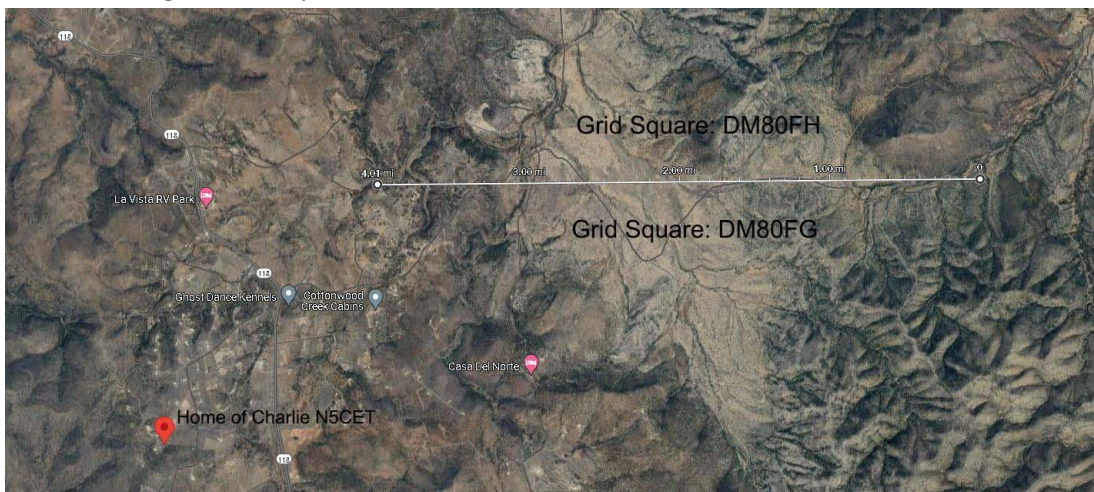 118
118
Grid Square: DM80FH
4.01 mi
3.00 mi
2.00 mi
1.00 mi
0
La Vista RV Park
Grid Square: DM80FG
118
Ghost Dance Kennels
Cottonwood
Creek Cabins
Casa Del Norte
Home of Charlie N5CET
118